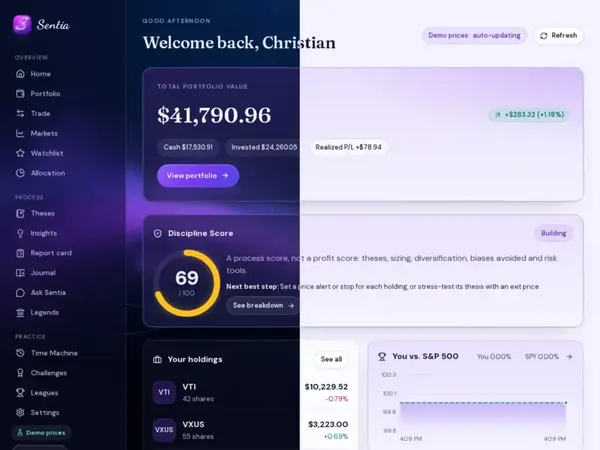 Sentia
OVERVIEW
Home
Portfolio
Trade
Markets
Watchlist
Allocation
PROCESS
Theses
Insights
Report card
Journal
Ask Sentia
Legends
PRACTICE
Time Machine
Challenges
Leagues
Settings
Demo prices
GOOD AFTERNOON
Welcome back, Christian
Demo prices auto-updating
Refresh
TOTAL PORTFOLIO VALUE
$41,790.96
+$283.32 (+1.18%)
Cash $17,530.91
Invested $24,260.05
Realized P/L +$78.94
View portfolio →
Discipline Score
Building
69
/ 100
A process score, not a profit score: theses, sizing, diversification, biases avoided and risk
tools.
Next best step: Set a price alert or stop for each holding, or stress-test its thesis with an exit price
See breakdown →
Your holdings
See all
VTI
VTI
42 shares
$10,229.52
-0.79%
VXUS
VXUS
55 shares
$3,223.00
+0.69%
You vs. S&P 500
You 0.00%
SPY 0.00%
→
100.3
100.1
99.9
99.8
4:09 PM
4:09 PM